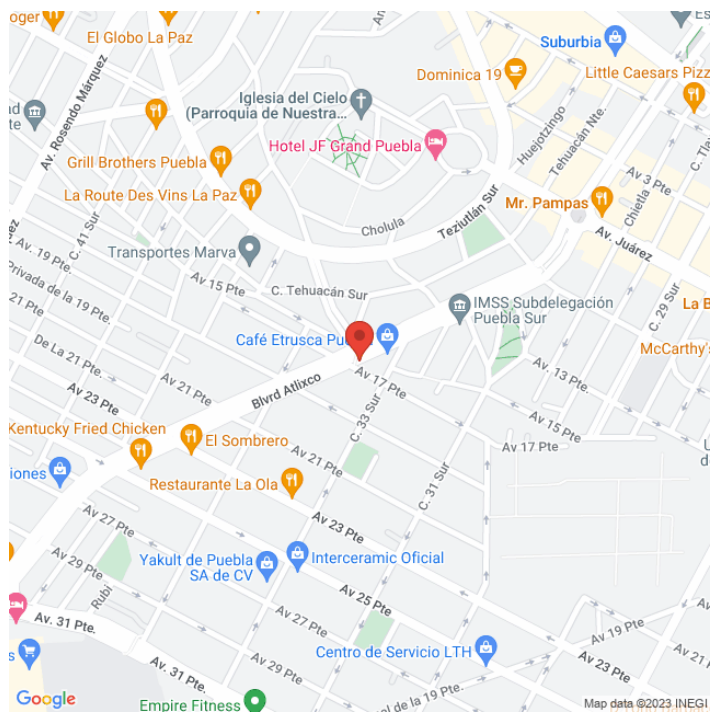 oger
El Globo La Paz
Suburbia
Dominica 19
Little Caesars Pizz
Iglesia del Cielo
(Parroquia de Nuestra...
Av. Rosendo Márquez
Huejotzingo
Tehuacán Nte.
Hotel JF Grand Puebla
Grill Brothers Puebla
Av 3 Pte
La Route Des Vins La Paz
Chietla
Teziutlán Sur
Mr. Pampas
Cholula
Av. Juárez
C. 41 Sur
Transportes Marva
Av. 19 Pte.
Av 15 Pte
C. Tehuacán Sur
Privada de la 19 Pte.
21 Pte
IMSS Subdelegación
Puebla Sur
C. 29 Sur
La B
Café Etrusca Pu
McCarthy's
De La 21 Pte.
Av 21 Pte
Av 17 Pte
Av. 13 Pte.
Blvrd Atlixco
Av 23 Pte
C. 33 Sur
Av 15 Pte
Kentucky Fried Chicken
El Sombrero
Av 17 Pte
iones
Av 21 Pte
Restaurante La Ola
C. 31 Sur
Av 27 Pte
Av 23 Pte
Yakult de Puebla
SA de CV
Interceramic Oficial
Av 29 Pte
Rubí
Av 25 Pte
Av. 31 Pte.
Av 27 Pte
Av 19 Pte
Centro de Servicio LTH
Av 23 Pte
Av. 31 Pte.
Av 29 Pte
Empire Fitness
al de la 19 Pte.
Google
Map data ©2023 INEGI